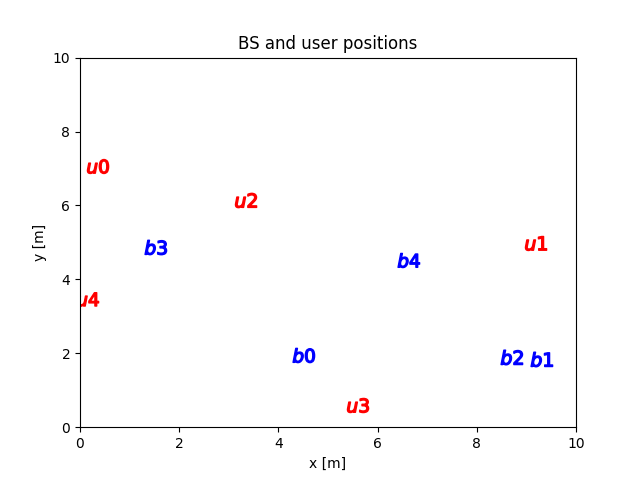 BS and user positions
10
8
u0
u2
6
y [m]
b3
b4
u1
4
u4
2
b0
b2 b1
u3
0
0 2 4 6 8 10
x [m]